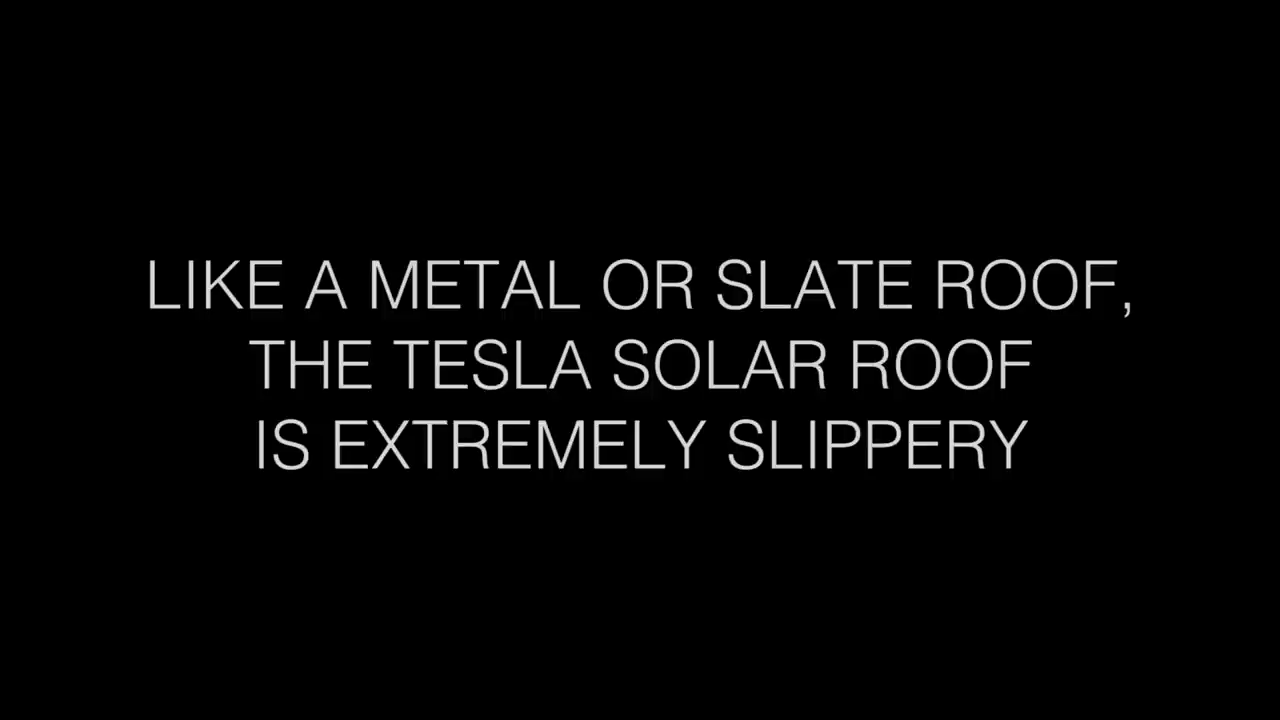 LIKE A METAL OR SLATE ROOF,
THE TESLA SOLAR ROOF
IS EXTREMELY SLIPPERY